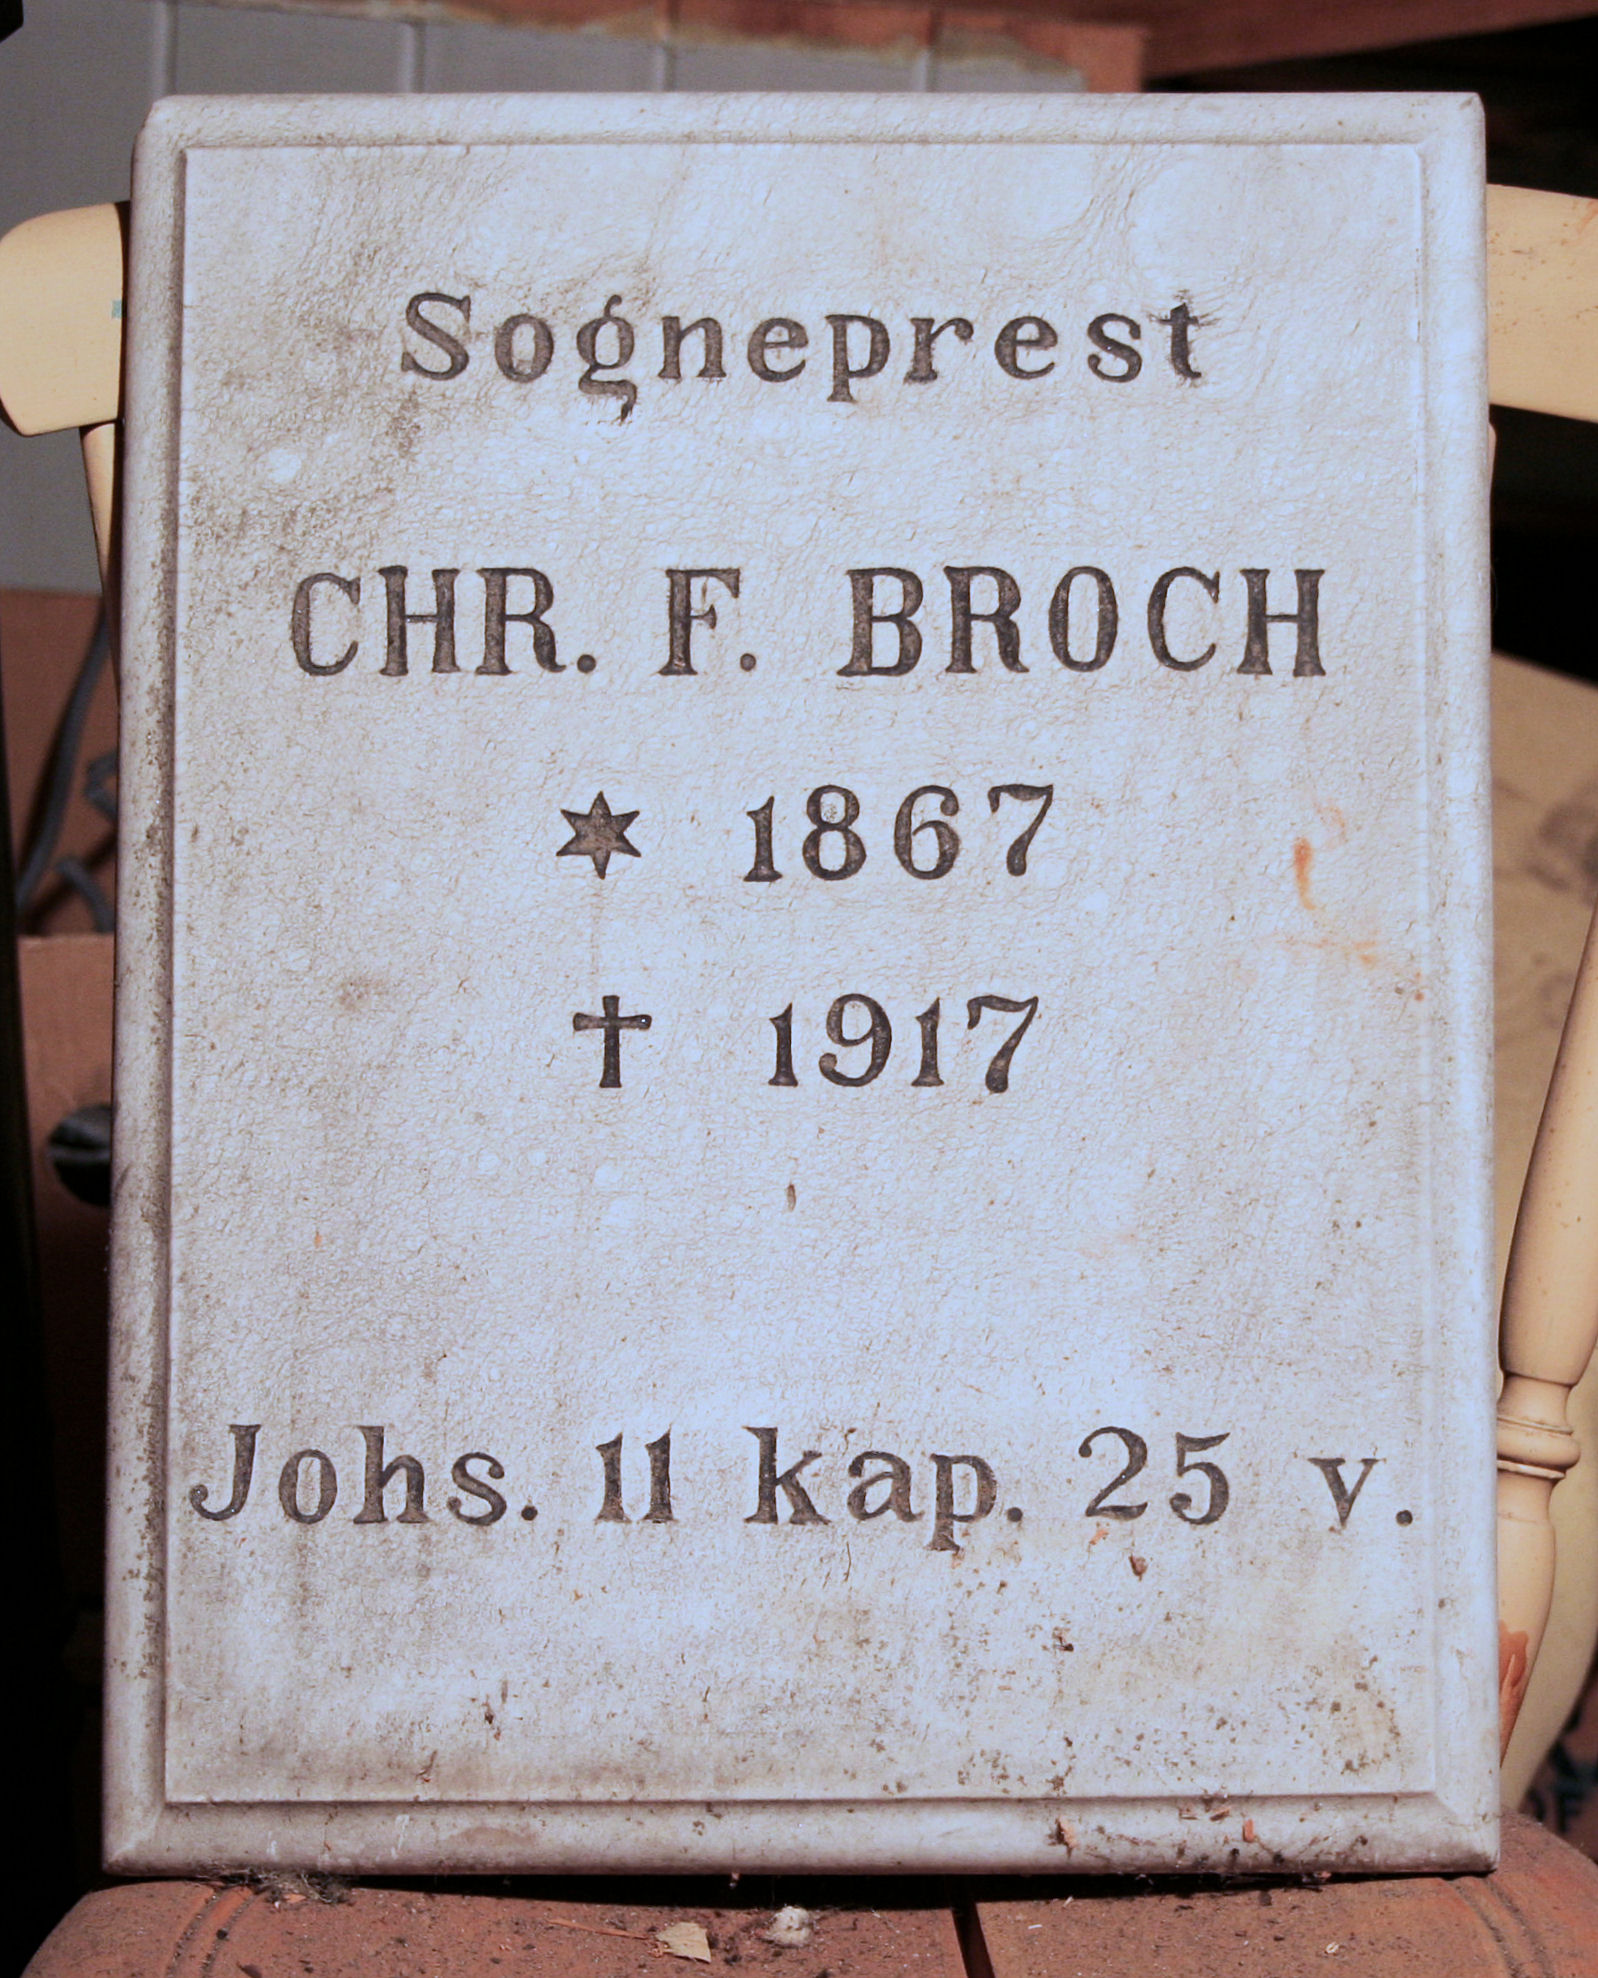 Sogneprest
CHR. F. BROCH
✶ 1867
† 1917
Johs. 11 kap. 25 v.